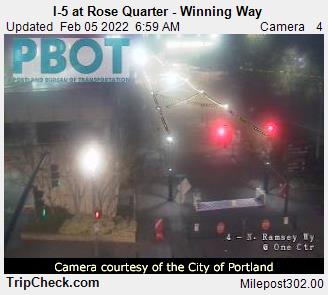 I-5 at Rose Quarter - Winning Way
Updated Feb 05 2022 6:59 AM Camera 4
PBOT
PORTLAND BUREAU OF TRANSPORTATION
4 - N. Ramsey Wy
@ One Ctr
Camera courtesy of the City of Portland
TripCheck.com Milepost302.00